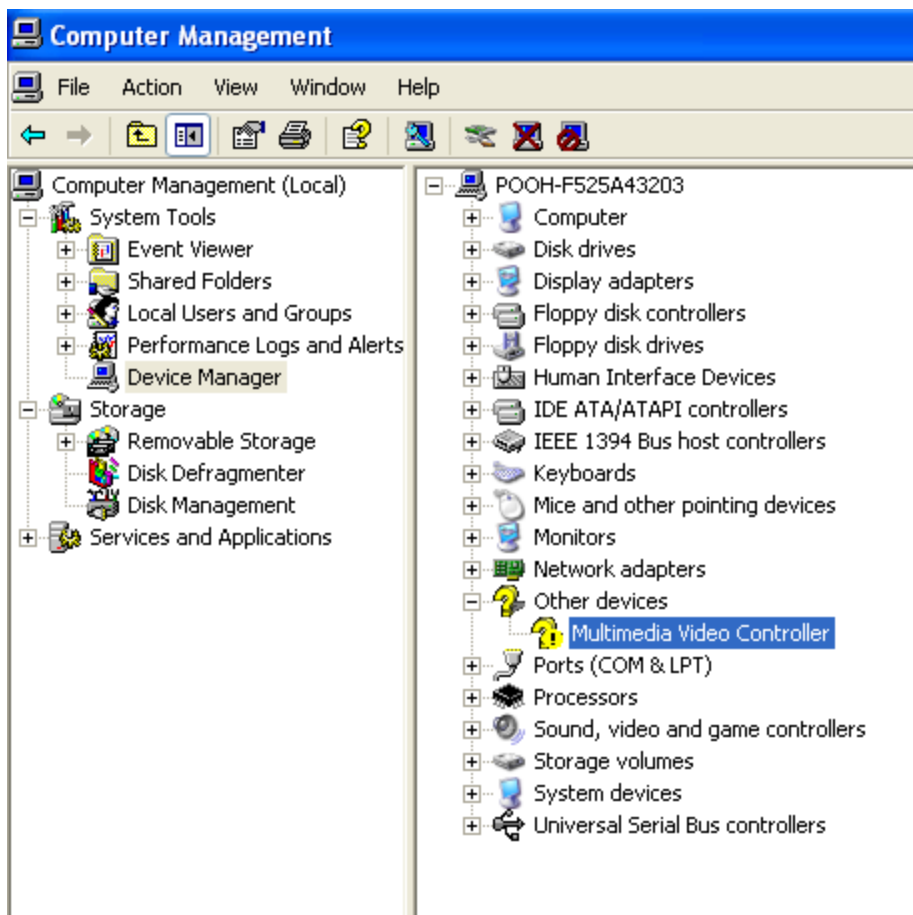 Computer Management
File Action View Window Help
Computer Management (Local)
System Tools
Event Viewer
Shared Folders
Local Users and Groups
Performance Logs and Alerts
Device Manager
Storage
Removable Storage
Disk Defragmenter
Disk Management
Services and Applications
POOH-F525A43203
Computer
Disk drives
Display adapters
Floppy disk controllers
Floppy disk drives
Human Interface Devices
IDE ATA/ATAPI controllers
IEEE 1394 Bus host controllers
Keyboards
Mice and other pointing devices
Monitors
Network adapters
Other devices
Multimedia Video Controller
Ports (COM & LPT)
Processors
Sound, video and game controllers
Storage volumes
System devices
Universal Serial Bus controllers